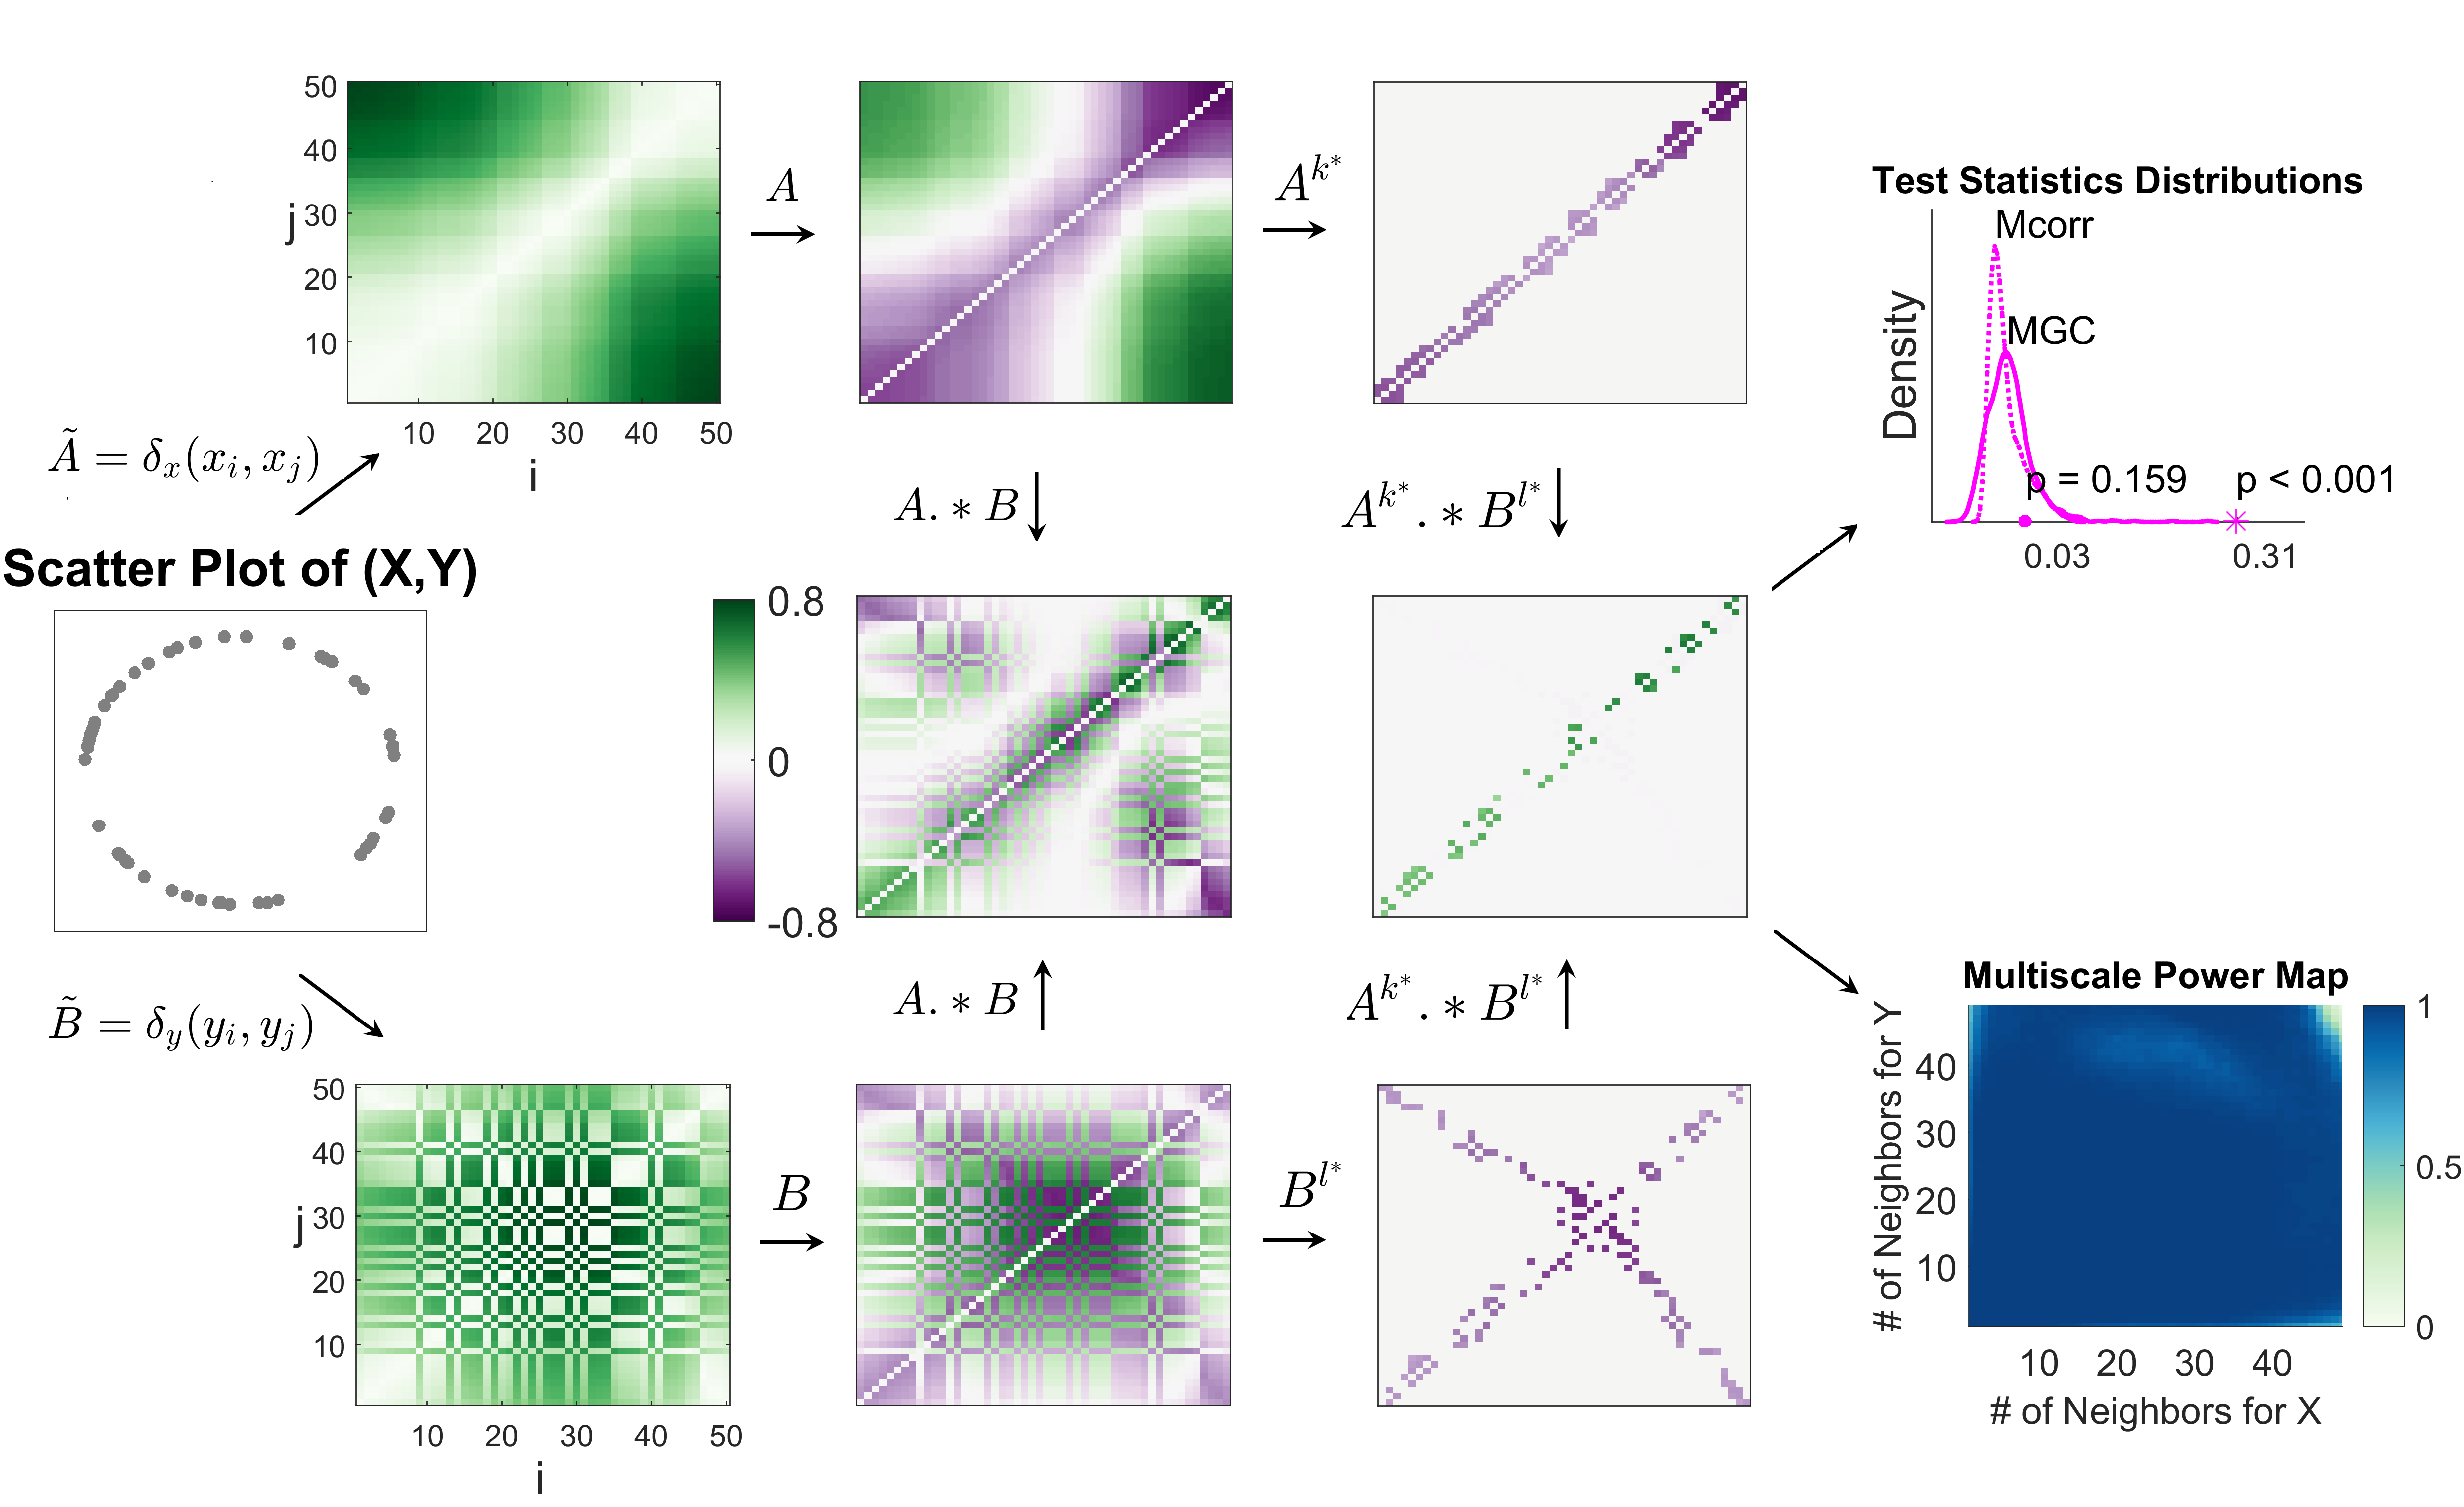 50
40
j 30
20
10
10 20 30 40 50
i
A
A^{k*}
Ã = δ_x(x_i, x_j)
A. ∗ B
A^{k*}. ∗ B^{l*}
Test Statistics Distributions
Mcorr
MGC
Density
p = 0.159
p < 0.001
0.03
0.31
Scatter Plot of (X,Y)
0.8
0
-0.8
B̃ = δ_y(y_i, y_j)
A. ∗ B
A^{k*}. ∗ B^{l*}
50
40
j 30
20
10
10 20 30 40 50
i
B
B^{l*}
Multiscale Power Map
# of Neighbors for Y
40
30
20
10
10 20 30 40
# of Neighbors for X
1
0.5
0